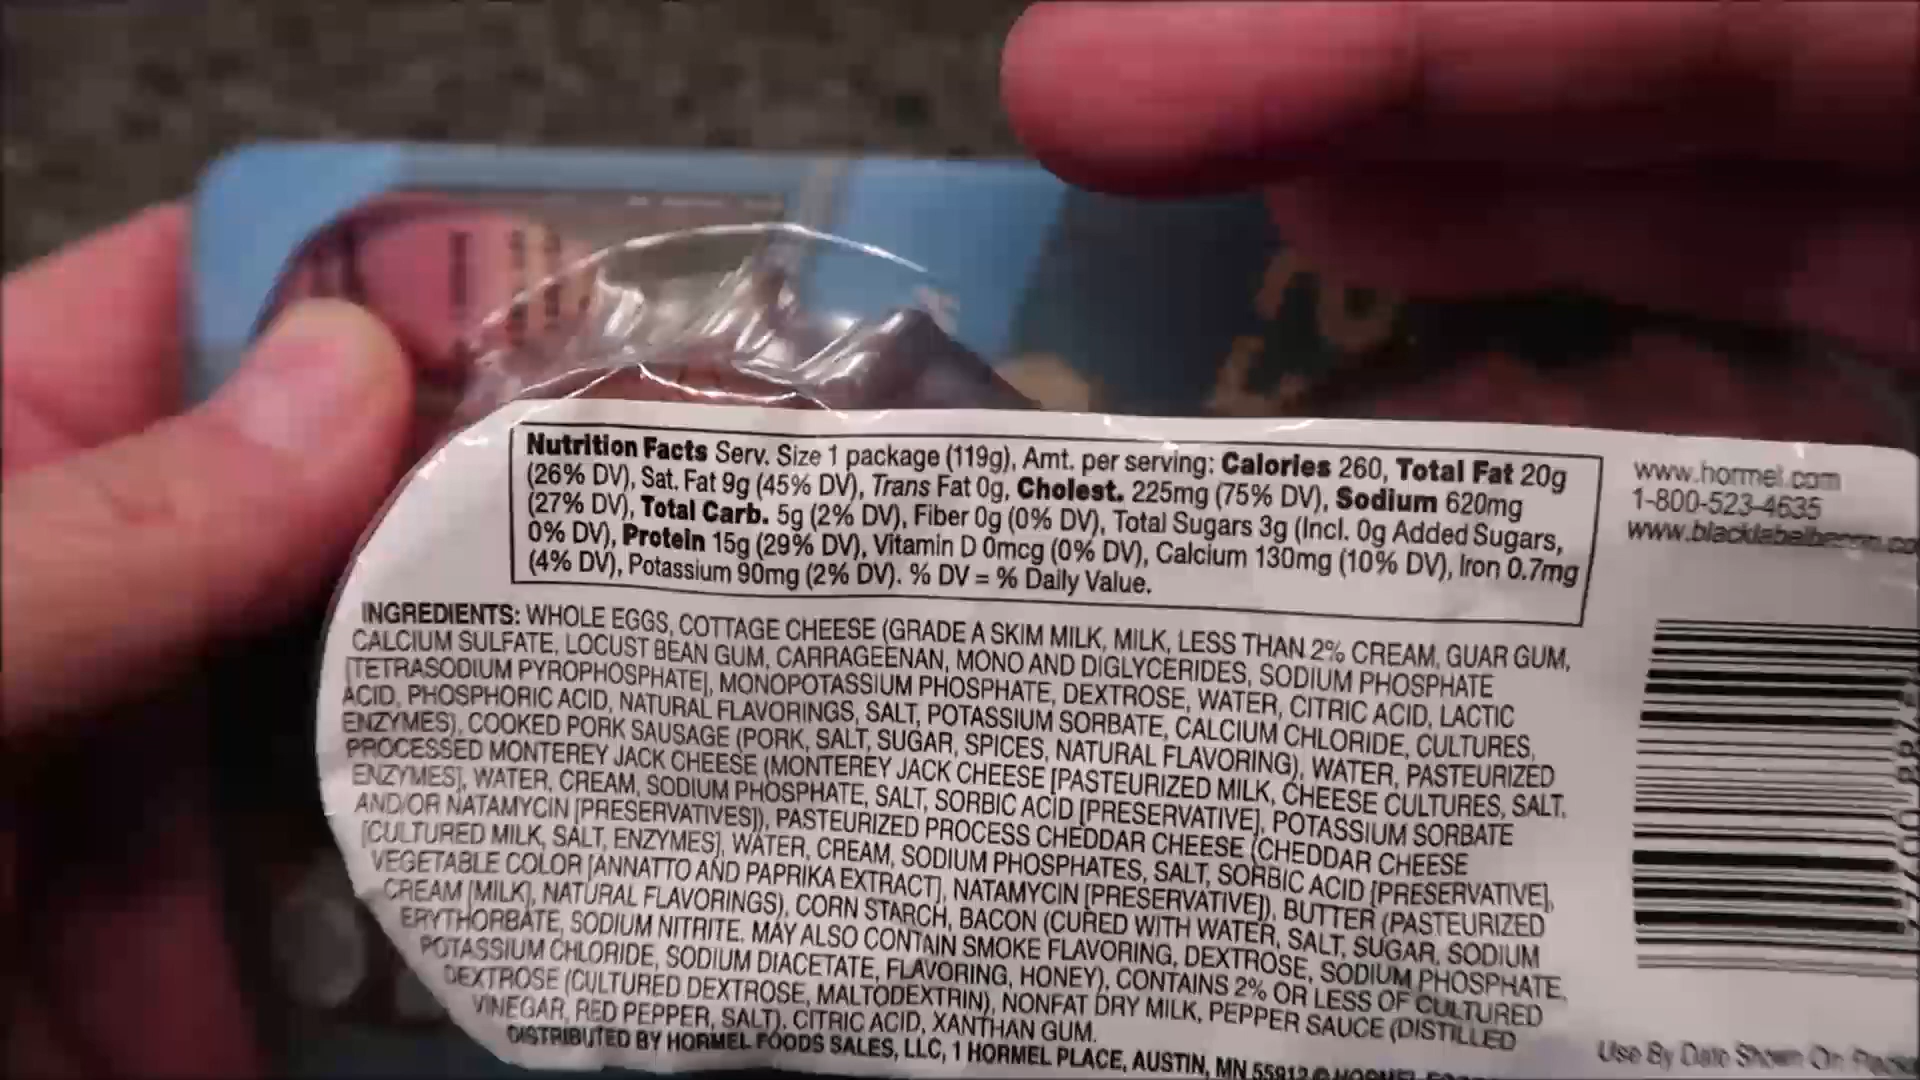 Nutrition Facts Serv. Size 1 package (119g), Amt. per serving: Calories 260, Total Fat 20g
(26% DV), Sat. Fat 9g (45% DV), Trans Fat 0g, Cholest. 225mg (75% DV), Sodium 620mg
(27% DV), Total Carb. 5g (2% DV), Fiber 0g (0% DV), Total Sugars 3g (Incl. 0g Added Sugars,
0% DV), Protein 15g (29% DV), Vitamin D 0mcg (0% DV), Calcium 130mg (10% DV), Iron 0.7mg
(4% DV), Potassium 90mg (2% DV). % DV = % Daily Value.
www.hormel.com
1-800-523-4635
INGREDIENTS: WHOLE EGGS, COTTAGE CHEESE (GRADE A SKIM MILK, MILK, LESS THAN 2% CREAM, GUAR GUM,
CALCIUM SULFATE, LOCUST BEAN GUM, CARRAGEENAN, MONO AND DIGLYCERIDES, SODIUM PHOSPHATE
[TETRASODIUM PYROPHOSPHATE], MONOPOTASSIUM PHOSPHATE, DEXTROSE, WATER, CITRIC ACID, LACTIC
ACID, PHOSPHORIC ACID, NATURAL FLAVORINGS, SALT, POTASSIUM SORBATE, CALCIUM CHLORIDE, CULTURES,
ENZYMES), COOKED PORK SAUSAGE (PORK, SALT, SUGAR, SPICES, NATURAL FLAVORING), WATER, PASTEURIZED
PROCESSED MONTEREY JACK CHEESE (MONTEREY JACK CHEESE [PASTEURIZED MILK, CHEESE CULTURES, SALT,
ENZYMES], WATER, CREAM, SODIUM PHOSPHATE, SALT, SORBIC ACID [PRESERVATIVE], POTASSIUM SORBATE
AND/OR NATAMYCIN [PRESERVATIVES]), PASTEURIZED PROCESS CHEDDAR CHEESE (CHEDDAR CHEESE
[CULTURED MILK, SALT, ENZYMES], WATER, CREAM, SODIUM PHOSPHATES, SALT, SORBIC ACID [PRESERVATIVE],
VEGETABLE COLOR [ANNATTO AND PAPRIKA EXTRACT], NATAMYCIN [PRESERVATIVE]), BUTTER (PASTEURIZED
CREAM [MILK], NATURAL FLAVORINGS), CORN STARCH, BACON (CURED WITH WATER, SALT, SUGAR, SODIUM
ERYTHORBATE, SODIUM NITRITE. MAY ALSO CONTAIN SMOKE FLAVORING, DEXTROSE, SODIUM PHOSPHATE,
POTASSIUM CHLORIDE, SODIUM DIACETATE, FLAVORING, HONEY), CONTAINS 2% OR LESS OF CULTURED
DEXTROSE (CULTURED DEXTROSE, MALTODEXTRIN), NONFAT DRY MILK, PEPPER SAUCE (DISTILLED
VINEGAR, RED PEPPER, SALT), CITRIC ACID, XANTHAN GUM.
DISTRIBUTED BY HORMEL FOODS SALES, LLC, 1 HORMEL PLACE, AUSTIN, MN 55912 © HORMEL
Use By Date Shown On